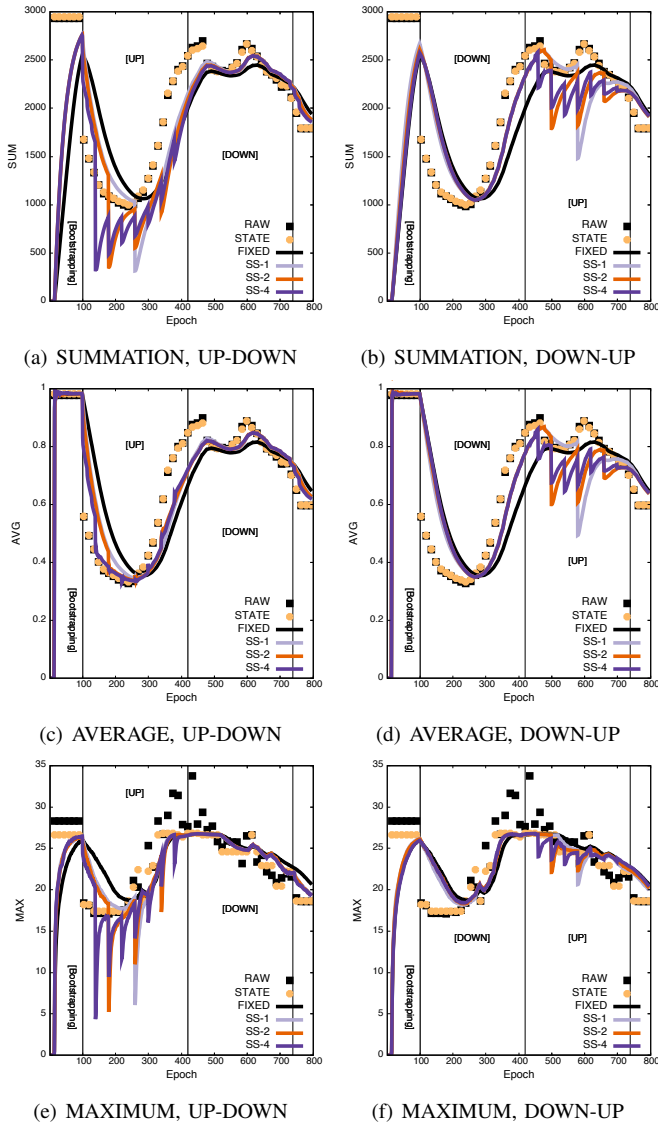 3000
2500
2000
1500
1000
500
0
SUM
[UP]
[DOWN]
[Bootstrapping]
RAW
STATE
FIXED
SS-1
SS-2
SS-4
100 200 300 400 500 600 700 800
Epoch
(a) SUMMATION, UP-DOWN
3000
2500
2000
1500
1000
500
0
SUM
[DOWN]
[UP]
[Bootstrapping]
RAW
STATE
FIXED
SS-1
SS-2
SS-4
100 200 300 400 500 600 700 800
Epoch
(b) SUMMATION, DOWN-UP
1
0.8
0.6
0.4
0.2
0
AVG
[UP]
[DOWN]
[Bootstrapping]
RAW
STATE
FIXED
SS-1
SS-2
SS-4
100 200 300 400 500 600 700 800
Epoch
(c) AVERAGE, UP-DOWN
1
0.8
0.6
0.4
0.2
0
AVG
[DOWN]
[UP]
[Bootstrapping]
RAW
STATE
FIXED
SS-1
SS-2
SS-4
100 200 300 400 500 600 700 800
Epoch
(d) AVERAGE, DOWN-UP
35
30
25
20
15
10
5
0
MAX
[UP]
[DOWN]
[Bootstrapping]
RAW
STATE
FIXED
SS-1
SS-2
SS-4
100 200 300 400 500 600 700 800
Epoch
(e) MAXIMUM, UP-DOWN
35
30
25
20
15
10
5
0
MAX
[DOWN]
[UP]
[Bootstrapping]
RAW
STATE
FIXED
SS-1
SS-2
SS-4
100 200 300 400 500 600 700 800
Epoch
(f) MAXIMUM, DOWN-UP